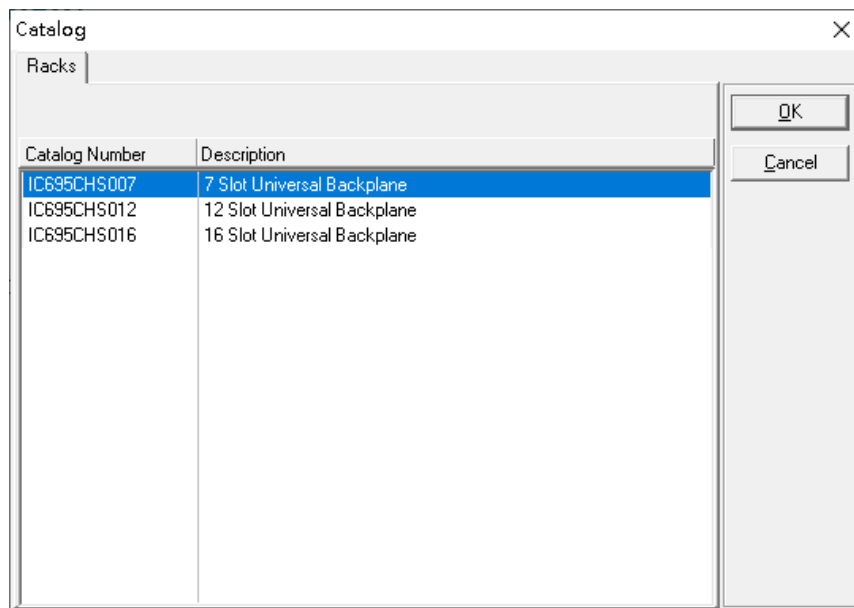 Catalog
Racks
OK
Cancel
Catalog Number Description
IC695CHS007 7 Slot Universal Backplane
IC695CHS012 12 Slot Universal Backplane
IC695CHS016 16 Slot Universal Backplane